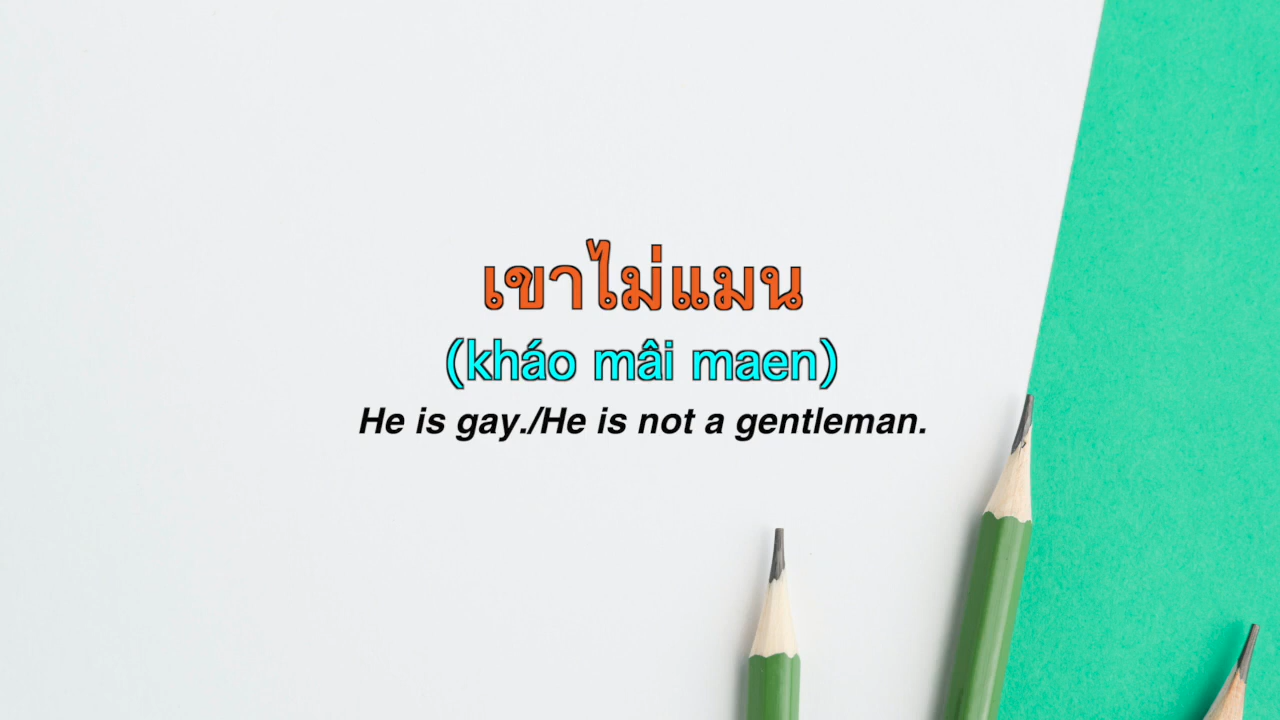 เขาไม่แมน
(kháo mâi maen)
He is gay./He is not a gentleman.